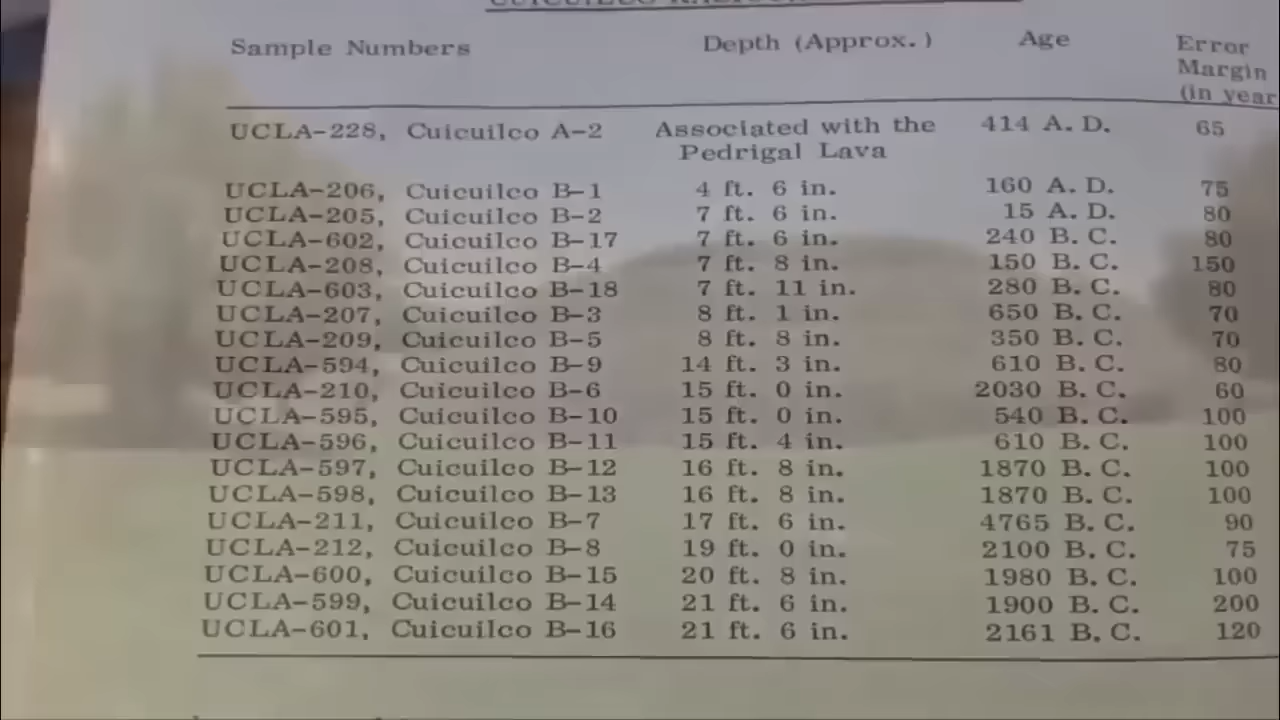 CUICUILCO
Sample Numbers Depth (Approx.) Age Error
Margin
(in year
UCLA-228, Cuicuilco A-2 Associated with the 414 A.D. 65
Pedrigal Lava
UCLA-206, Cuicuilco B-1 4 ft. 6 in. 160 A.D. 75
UCLA-205, Cuicuilco B-2 7 ft. 6 in. 15 A.D. 80
UCLA-602, Cuicuilco B-17 7 ft. 6 in. 240 B.C. 80
UCLA-208, Cuicuilco B-4 7 ft. 8 in. 150 B.C. 150
UCLA-603, Cuicuilco B-18 7 ft. 11 in. 280 B.C. 80
UCLA-207, Cuicuilco B-3 8 ft. 1 in. 650 B.C. 70
UCLA-209, Cuicuilco B-5 8 ft. 8 in. 350 B.C. 70
UCLA-594, Cuicuilco B-9 14 ft. 3 in. 610 B.C. 80
UCLA-210, Cuicuilco B-6 15 ft. 0 in. 2030 B.C. 60
UCLA-595, Cuicuilco B-10 15 ft. 0 in. 540 B.C. 100
UCLA-596, Cuicuilco B-11 15 ft. 4 in. 610 B.C. 100
UCLA-597, Cuicuilco B-12 16 ft. 8 in. 1870 B.C. 100
UCLA-598, Cuicuilco B-13 16 ft. 8 in. 1870 B.C. 100
UCLA-211, Cuicuilco B-7 17 ft. 6 in. 4765 B.C. 90
UCLA-212, Cuicuilco B-8 19 ft. 0 in. 2100 B.C. 75
UCLA-600, Cuicuilco B-15 20 ft. 8 in. 1980 B.C. 100
UCLA-599, Cuicuilco B-14 21 ft. 6 in. 1900 B.C. 200
UCLA-601, Cuicuilco B-16 21 ft. 6 in. 2161 B.C. 120